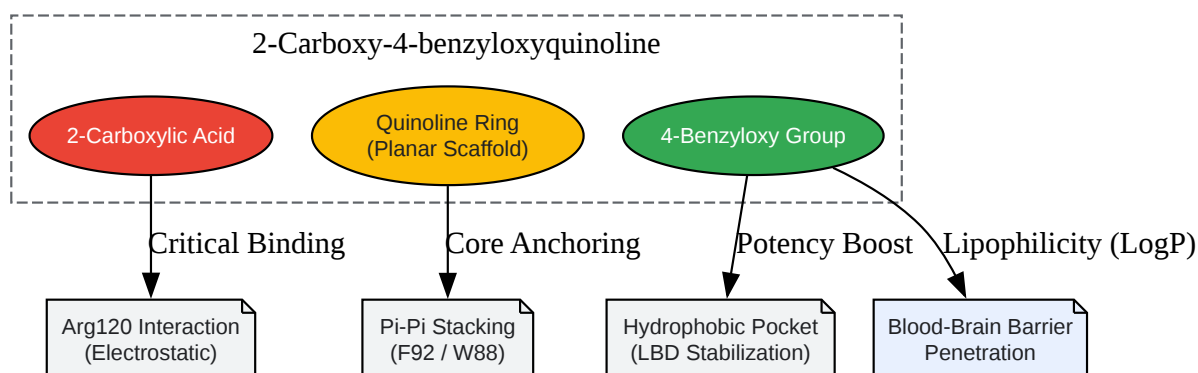 2-Carboxy-4-benzyloxyquinoline
2-Carboxylic Acid
Quinoline Ring
(Planar Scaffold)
4-Benzyloxy Group
Critical Binding
Core Anchoring
Potency Boost
Lipophilicity (LogP)
Arg120 Interaction
(Electrostatic)
Pi-Pi Stacking
(F92 / W88)
Hydrophobic Pocket
(LBD Stabilization)
Blood-Brain Barrier
Penetration